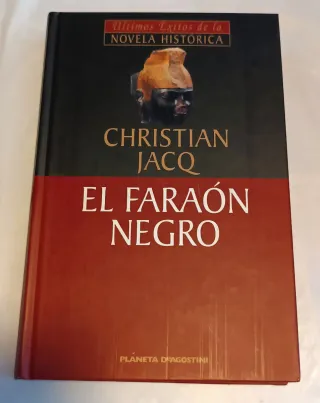 Últimos Éxitos de la
NOVELA HISTÓRICA
CHRISTIAN
JACQ
EL FARAÓN
NEGRO
PLANETA DEAGOSTINI